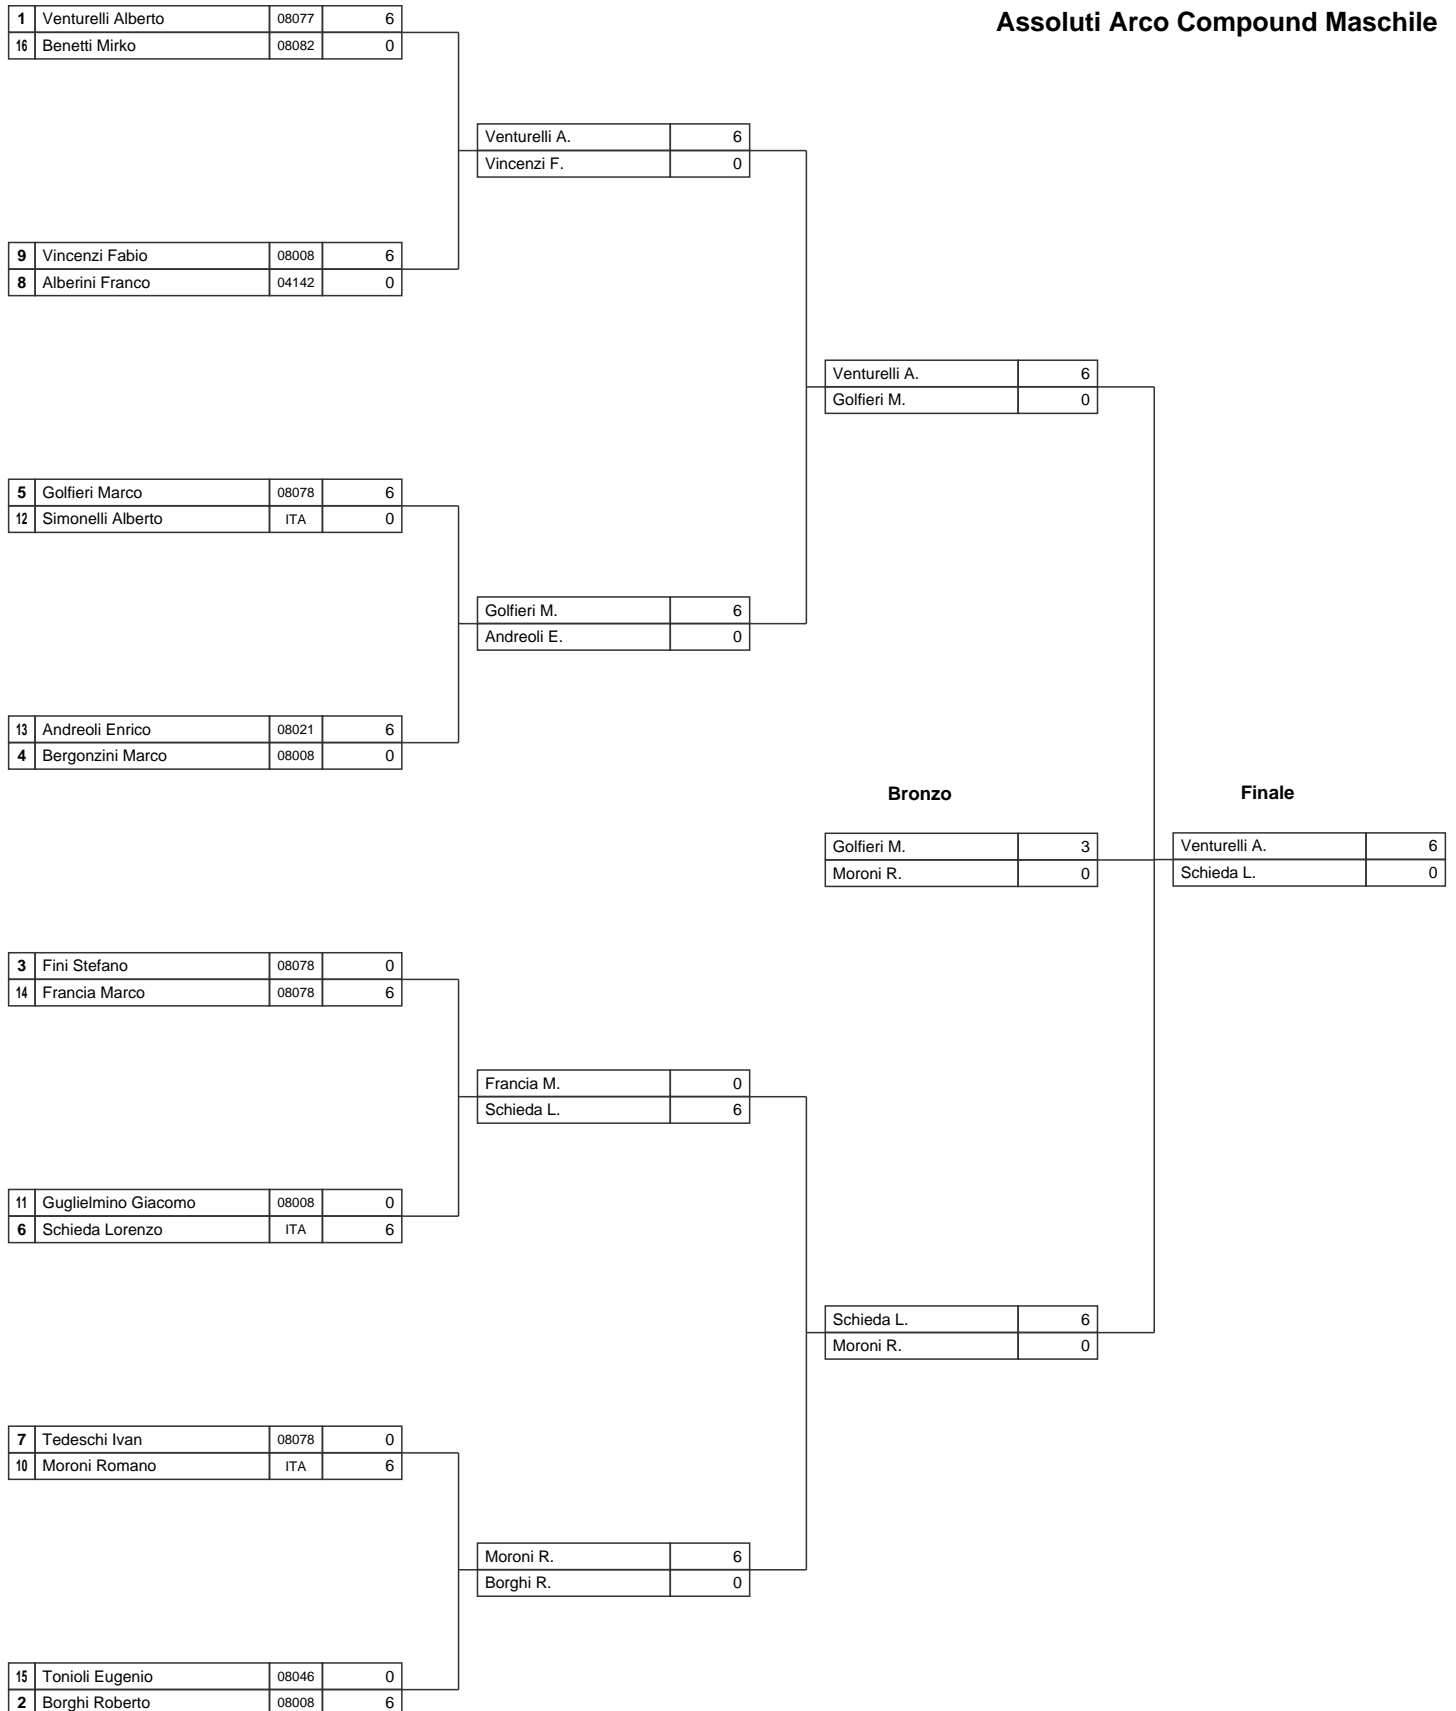 Assoluti Arco Compound Maschile
1 Venturelli Alberto 08077 6
16 Benetti Mirko 08082 0
Venturelli A. 6
Vincenzi F. 0
9 Vincenzi Fabio 08008 6
8 Alberini Franco 04142 0
Venturelli A. 6
Golfieri M. 0
5 Golfieri Marco 08078 6
12 Simonelli Alberto ITA 0
Golfieri M. 6
Andreoli E. 0
13 Andreoli Enrico 08021 6
4 Bergonzini Marco 08008 0
Bronzo Finale
Golfieri M. 3 Venturelli A. 6
Moroni R. 0 Schieda L. 0
3 Fini Stefano 08078 0
14 Francia Marco 08078 6
Francia M. 0
Schieda L. 6
11 Guglielmino Giacomo 08008 0
6 Schieda Lorenzo ITA 6
Schieda L. 6
Moroni R. 0
7 Tedeschi Ivan 08078 0
10 Moroni Romano ITA 6
Moroni R. 6
Borghi R. 0
15 Tonioli Eugenio 08046 0
2 Borghi Roberto 08008 6